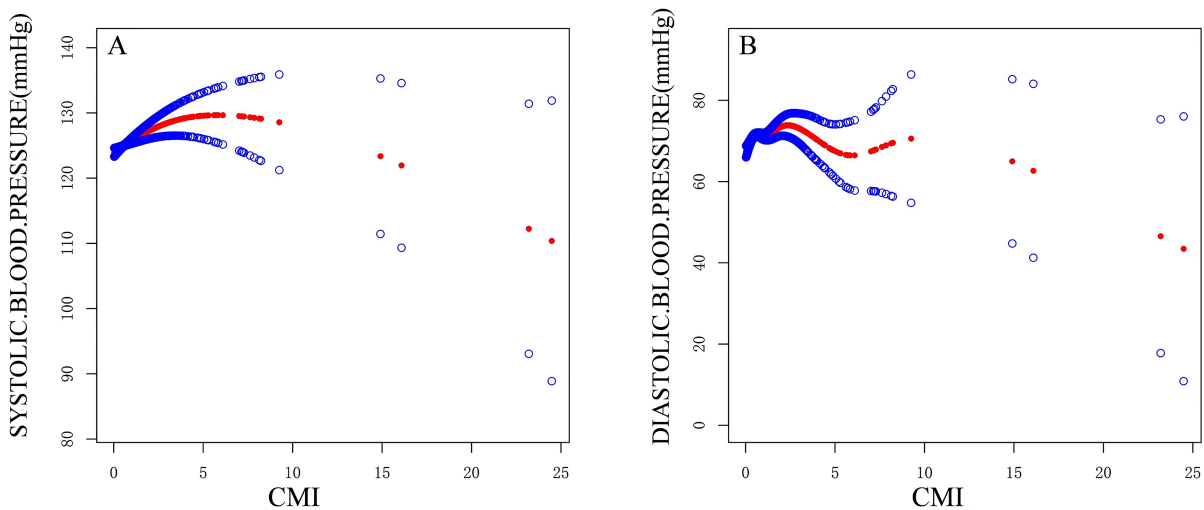 A
SYSTOLIC.BLOOD.PRESSURE(mmHg)
140
130
120
110
100
90
80
0 5 10 15 20 25
CMI
B
DIASTOLIC.BLOOD.PRESSURE(mmHg)
80
60
40
20
0
0 5 10 15 20 25
CMI